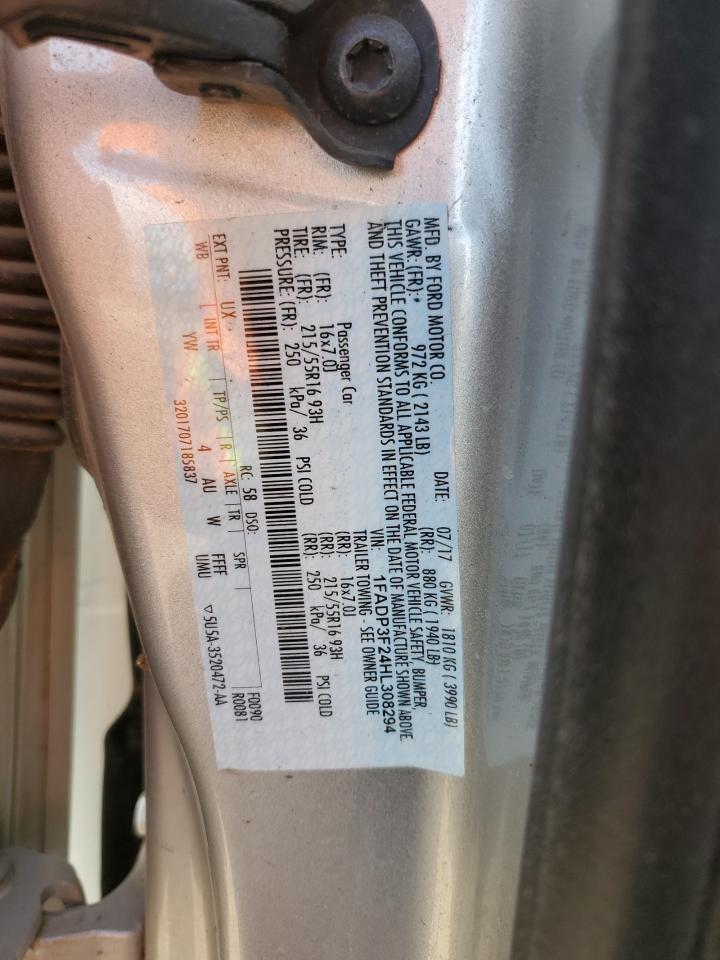 MFD. BY FORD MOTOR CO.
DATE: 07/17 GVWR: 1810 KG ( 3990 LB)
GAWR: (FR):* 972 KG ( 2143 LB) (RR): 880 KG ( 1940 LB)
THIS VEHICLE CONFORMS TO ALL APPLICABLE FEDERAL MOTOR VEHICLE SAFETY, BUMPER,
AND THEFT PREVENTION STANDARDS IN EFFECT ON THE DATE OF MANUFACTURE SHOWN ABOVE.
VIN: 1FADP3F24HL308294
TYPE: Passenger Car TRAILER TOWING - SEE OWNER GUIDE
RIM: (FR): 16x7.0J (RR): 16x7.0J
TIRE: (FR): 215/55R16 93H (RR): 215/55R16 93H
PRESSURE: (FR): 250 kPa/ 36 PSI COLD (RR): 250 kPa/ 36 PSI COLD
F0090
EXT PNT: UX RC: 58 DSO: R0081
WB | INT TR | TP/PS | R | AXLE | TR | SPR |
YW 4 AU W FFFF UMU
3201707185837 ▽5U5A-3520472-AA